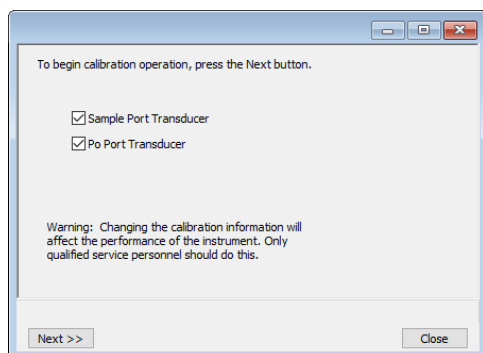 To begin calibration operation, press the Next button.
Sample Port Transducer
Po Port Transducer
Warning: Changing the calibration information will
affect the performance of the instrument. Only
qualified service personnel should do this.
Next >>
Close